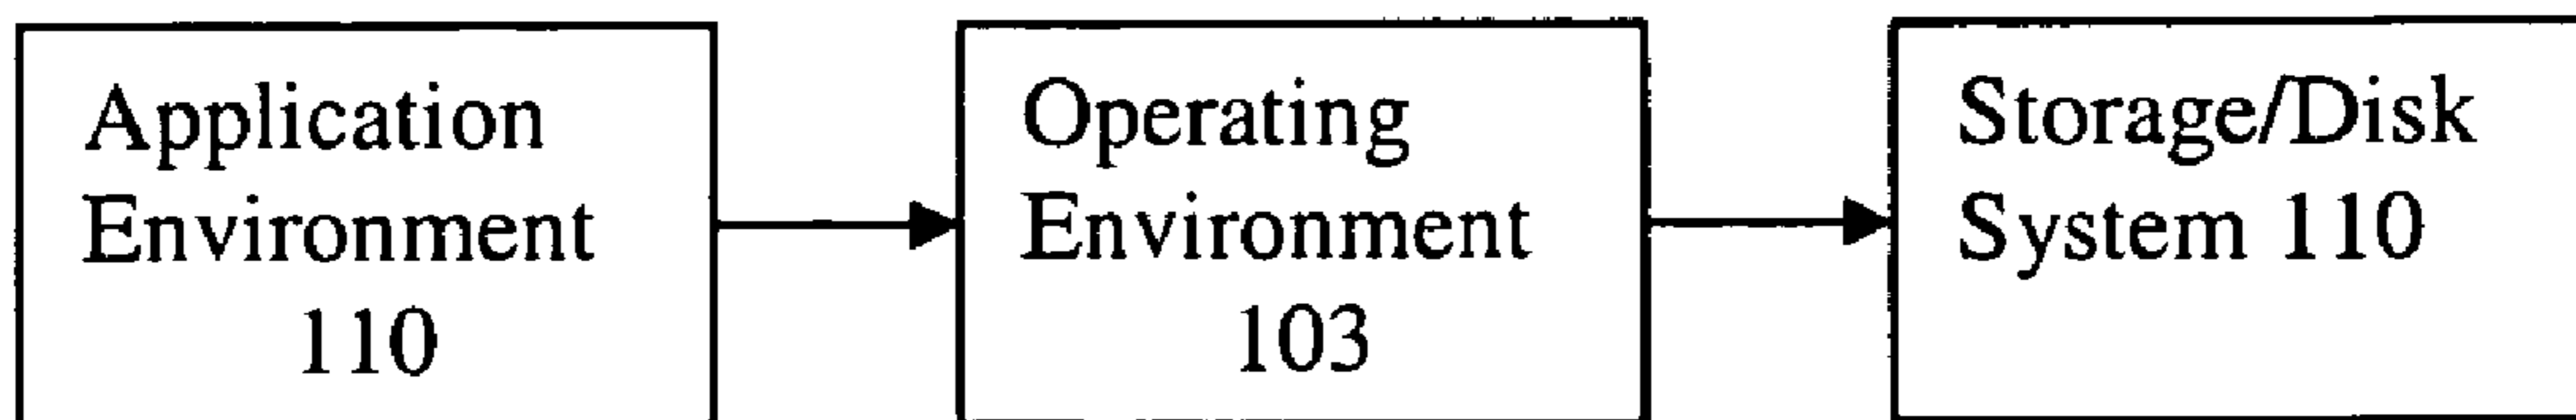 Application
Environment
110
Operating
Environment
103
Storage/Disk
System 110